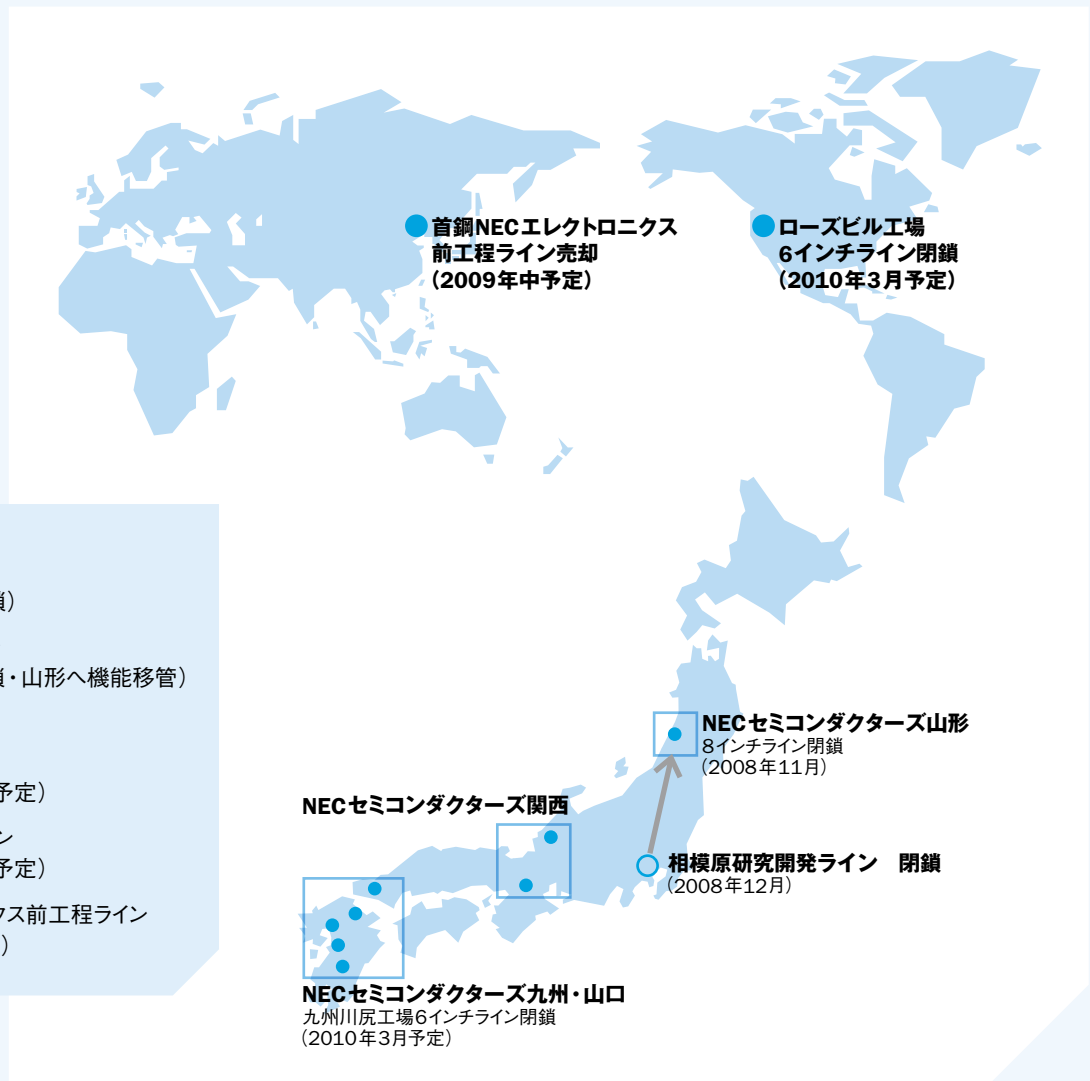 首鋼NECエレクトロニクス
前工程ライン売却
（2009年中予定）
ローズビル工場
6インチライン閉鎖
（2010年3月予定）
鎖）
鎖・山形へ機能移管）
予定）
ン
予定）
クス前工程ライン
）
NECセミコンダクターズ山形
8インチライン閉鎖
（2008年11月）
NECセミコンダクターズ関西
相模原研究開発ライン　閉鎖
（2008年12月）
NECセミコンダクターズ九州・山口
九州川尻工場6インチライン閉鎖
（2010年3月予定）